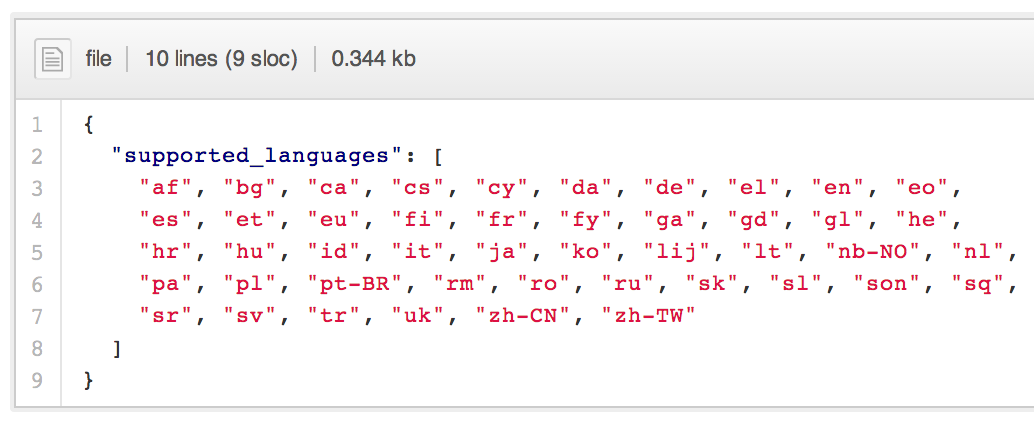 file | 10 lines (9 sloc) | 0.344 kb
1 {
2   "supported_languages": [
3     "af", "bg", "ca", "cs", "cy", "da", "de", "el", "en", "eo",
4     "es", "et", "eu", "fi", "fr", "fy", "ga", "gd", "gl", "he",
5     "hr", "hu", "id", "it", "ja", "ko", "lij", "lt", "nb-NO", "nl",
6     "pa", "pl", "pt-BR", "rm", "ro", "ru", "sk", "sl", "son", "sq",
7     "sr", "sv", "tr", "uk", "zh-CN", "zh-TW"
8   ]
9 }